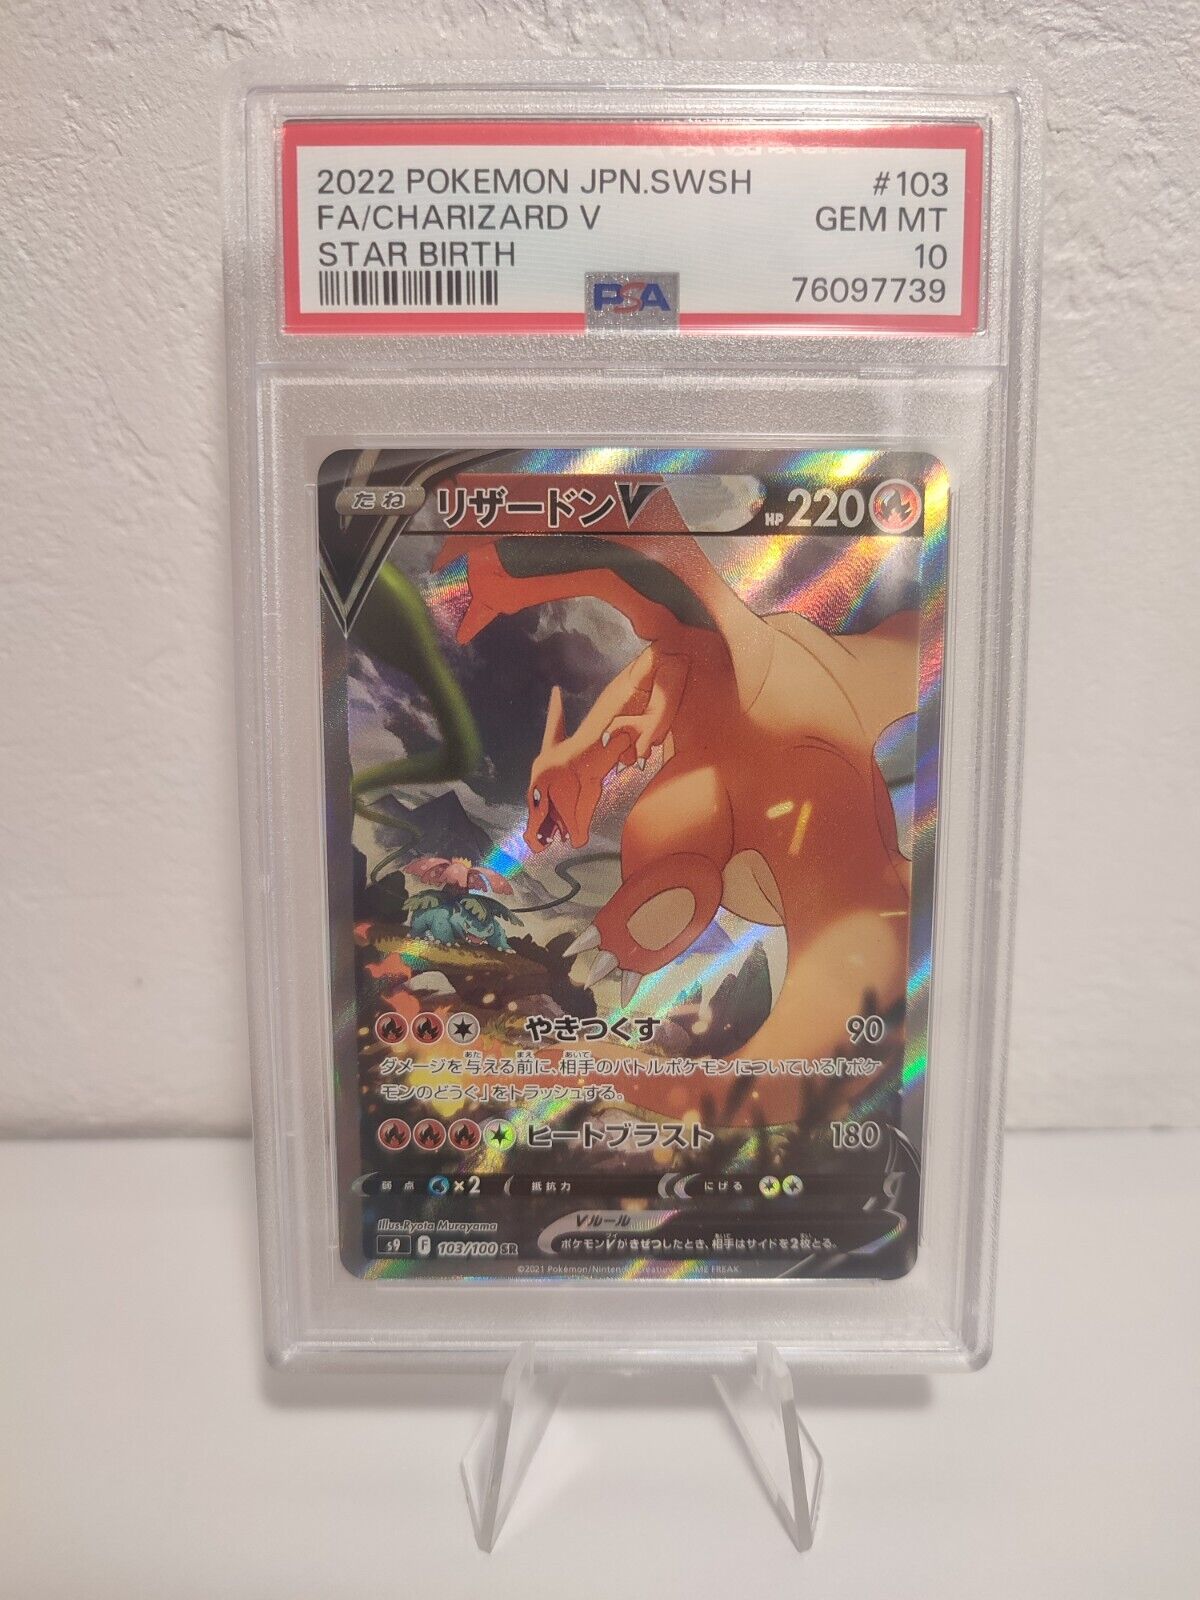 2022 POKEMON JPN.SWSH #103
FA/CHARIZARD V GEM MT
STAR BIRTH 10
PSA 76097739
たね リザードンV HP 220
やきつくす 90
ダメージを与える前に、相手のバトルポケモンについている「ポケ
モンのどうぐ」をトラッシュする。
ヒートブラスト 180
弱点 ×2 抵抗力 にげる
Illus.Ryota Murayama
Vルール
s9 F 103/100 SR
ポケモンVがきぜつしたとき、相手はサイドを2枚とる。
©2021 Pokémon/Nintendo/Creatures/GAME FREAK